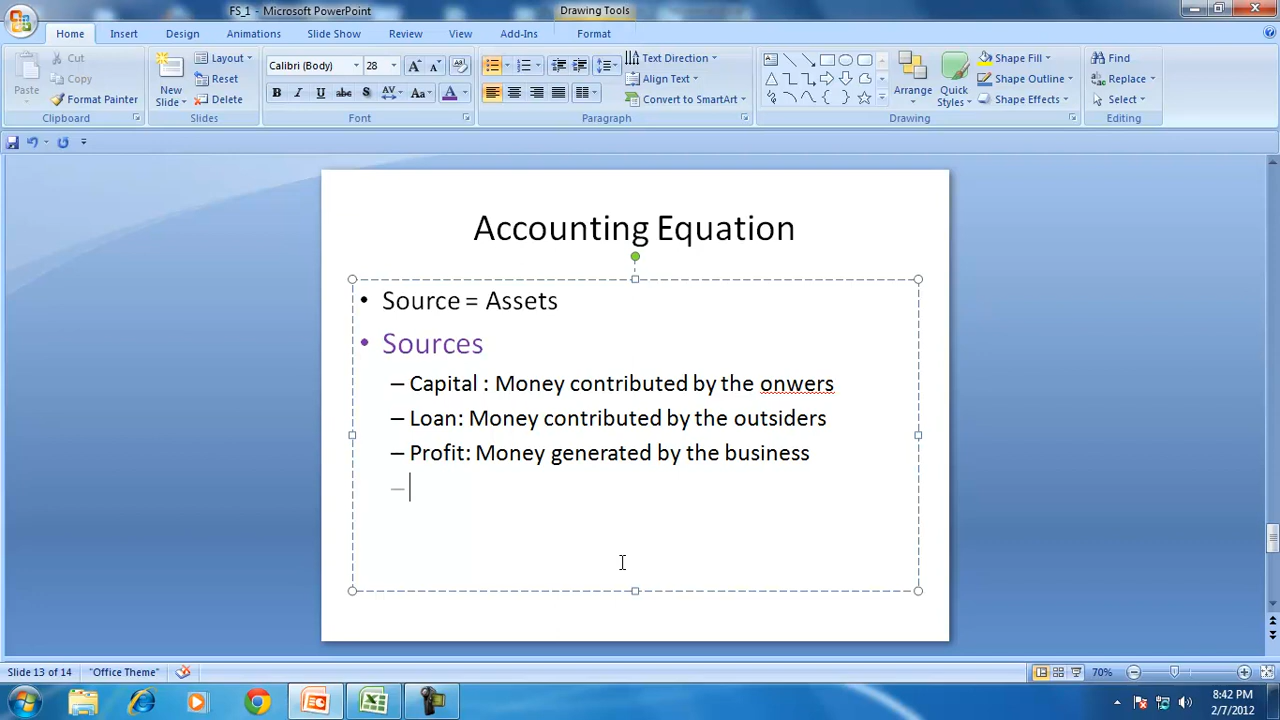 FS_1 - Microsoft PowerPoint
Drawing Tools
Home Insert Design Animations Slide Show Review View Add-Ins Format
Paste
Cut
Copy
Format Painter
Clipboard
New Slide
Layout
Reset
Delete
Slides
Calibri (Body) 28
B I U abc S AV Aa A
Font
Text Direction
Align Text
Convert to SmartArt
Paragraph
Arrange
Quick Styles
Shape Fill
Shape Outline
Shape Effects
Drawing
Find
Replace
Select
Editing
Accounting Equation
• Source = Assets
• Sources
– Capital : Money contributed by the onwers
– Loan: Money contributed by the outsiders
– Profit: Money generated by the business
–
Slide 13 of 14 "Office Theme" 70%
8:42 PM
2/7/2012